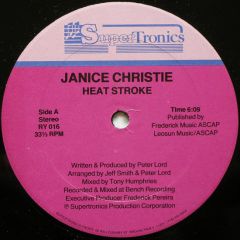 SuperTronics
JANICE CHRISTIE
HEAT STROKE
Side A
Stereo
RY 016
33⅓ RPM
Time 6:09
Published by
Frederick Music ASCAP
Leosun Music/ASCAP
Written & Produced by Peter Lord
Arranged by Jeff Smith & Peter Lord
Mixed by Tony Humphries
Recorded & Mixed at Bench Recording
Executive Producer Frederick Pereira
℗ Supertronics Production Corporation